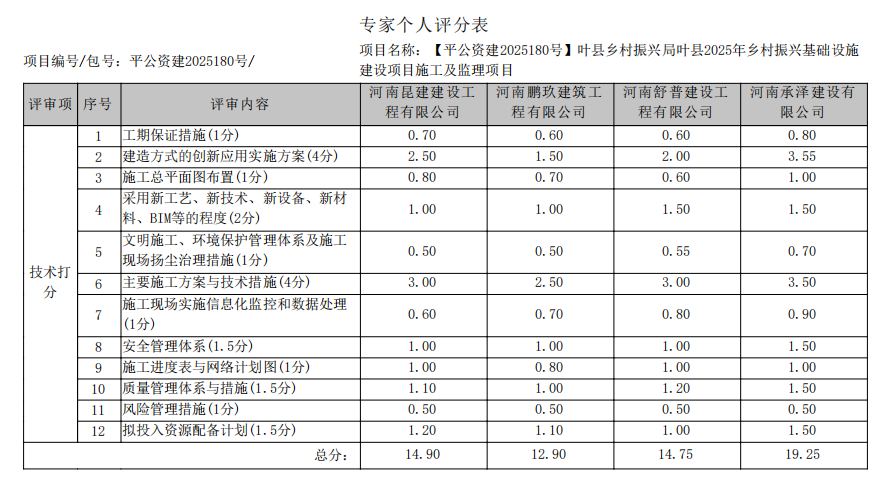 专家个人评分表
项目编号/包号：平公资建2025180号/
项目名称：【平公资建2025180号】叶县乡村振兴局叶县2025年乡村振兴基础设施
建设项目施工及监理项目
评审项 序号 评审内容 河南昆建建设工程有限公司 河南鹏玖建筑工程有限公司 河南舒普建设工程有限公司 河南承泽建设有限公司
技术打分
1 工期保证措施(1分) 0.70 0.60 0.60 0.80
2 建造方式的创新应用实施方案(4分) 2.50 1.50 2.00 3.55
3 施工总平面图布置(1分) 0.80 0.70 0.60 1.00
4 采用新工艺、新技术、新设备、新材料、BIM等的程度(2分) 1.00 1.00 1.50 1.50
5 文明施工、环境保护管理体系及施工现场扬尘治理措施(1分) 0.50 0.50 0.55 0.70
6 主要施工方案与技术措施(4分) 3.00 2.50 3.00 3.50
7 施工现场实施信息化监控和数据处理(1分) 0.60 0.70 0.80 0.90
8 安全管理体系(1.5分) 1.00 1.00 1.00 1.50
9 施工进度表与网络计划图(1分) 1.00 0.80 1.00 1.00
10 质量管理体系与措施(1.5分) 1.10 1.00 1.20 1.50
11 风险管理措施(1分) 0.50 0.50 0.50 0.50
12 拟投入资源配备计划(1.5分) 1.20 1.10 1.00 1.50
总分： 14.90 12.90 14.75 19.25